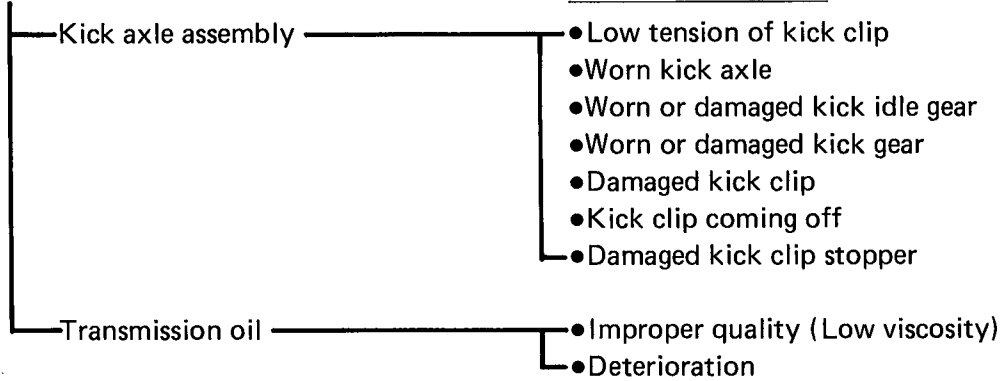 Kick axle assembly
●Low tension of kick clip
●Worn kick axle
●Worn or damaged kick idle gear
●Worn or damaged kick gear
●Damaged kick clip
●Kick clip coming off
●Damaged kick clip stopper
Transmission oil
●Improper quality (Low viscosity)
●Deterioration